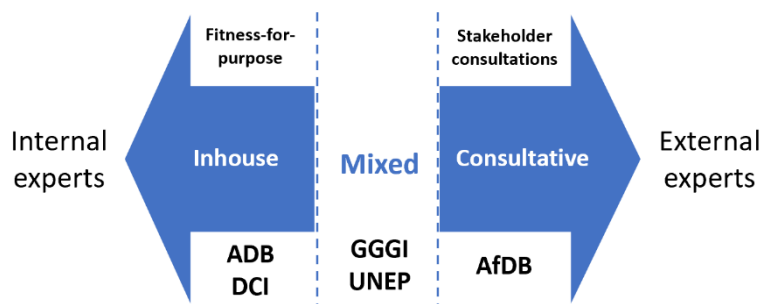 Fitness-for-
purpose
Stakeholder
consultations
Internal
experts
Inhouse
Mixed
Consultative
External
experts
ADB
DCI
GGGI
UNEP
AfDB